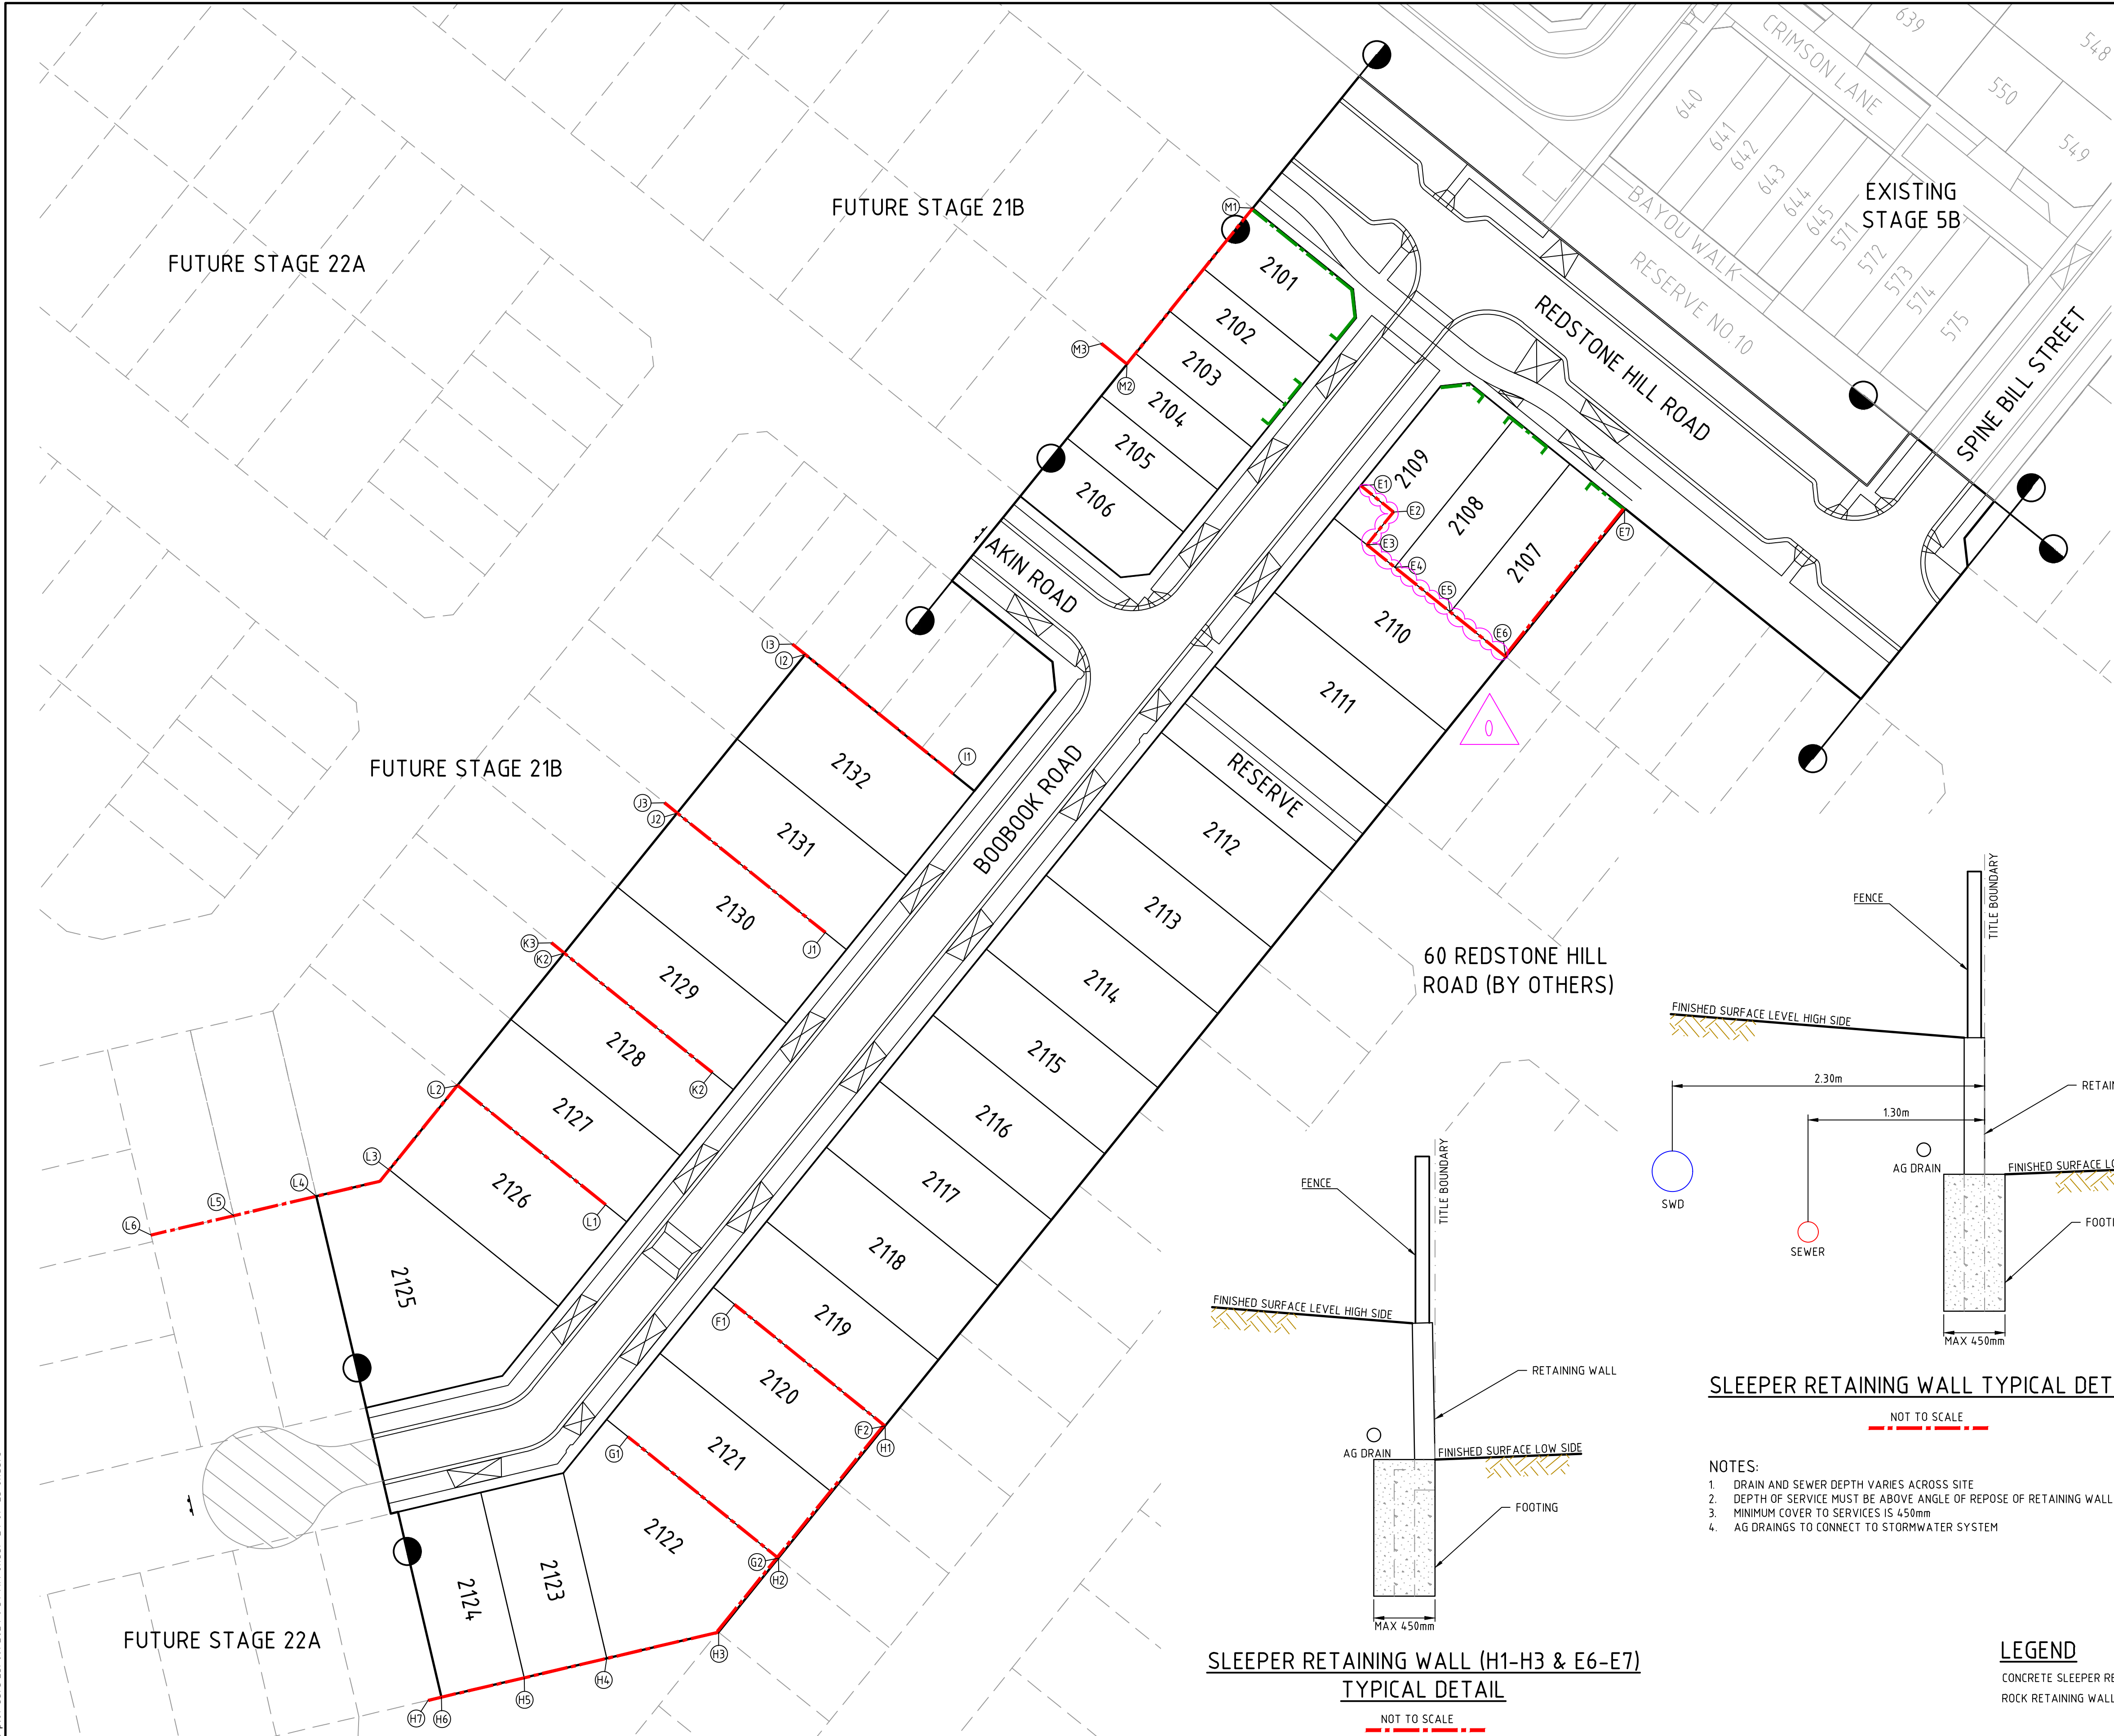 639
548
CRIMSON LANE
550
640
549
641
642
643
644
645
571
572
573
574
575
EXISTING
STAGE 5B
BAYOU WALK
RESERVE NO.10
FUTURE STAGE 21B
FUTURE STAGE 22A
M1
2101
2102
2103
2104
2105
2106
M3
M2
REDSTONE HILL ROAD
SPINE BILL STREET
2109
2108
2107
E1
E2
E3
E4
E5
E6
E7
AKIN ROAD
2110
2111
0
I3
I2
I1
FUTURE STAGE 21B
2132
2131
2130
2129
2128
2127
2126
2125
BOOBOOK ROAD
RESERVE
J3
J2
J1
K3
K2
K2
L2
L3
L4
L5
L6
L1
2112
2113
2114
2115
2116
2117
2118
2119
2120
2121
2122
2123
2124
60 REDSTONE HILL
ROAD (BY OTHERS)
F1
F2
H1
G1
G2
H2
H3
H4
H5
H6
H7
FUTURE STAGE 22A
FENCE
TITLE BOUNDARY
FINISHED SURFACE LEVEL HIGH SIDE
2.30m
1.30m
AG DRAIN
SWD
SEWER
MAX 450mm
SLEEPER RETAINING WALL TYPICAL
NOT TO SCALE
NOTES:
1. DRAIN AND SEWER DEPTH VARIES ACROSS SITE
2. DEPTH OF SERVICE MUST BE ABOVE ANGLE OF REPOSE OF RETAINING WALL
3. MINIMUM COVER TO SERVICES IS 450mm
4. AG DRAINGS TO CONNECT TO STORMWATER SYSTEM
FENCE
TITLE BOUNDARY
FINISHED SURFACE LEVEL HIGH SIDE
RETAINING WALL
AG DRAIN
FINISHED SURFACE LOW SIDE
FOOTING
MAX 450mm
SLEEPER RETAINING WALL (H1-H3 & E6-E7)
TYPICAL DETAIL
NOT TO SCALE
LEGEND
CONCRETE SLEEPER
ROCK RETAINING WALL